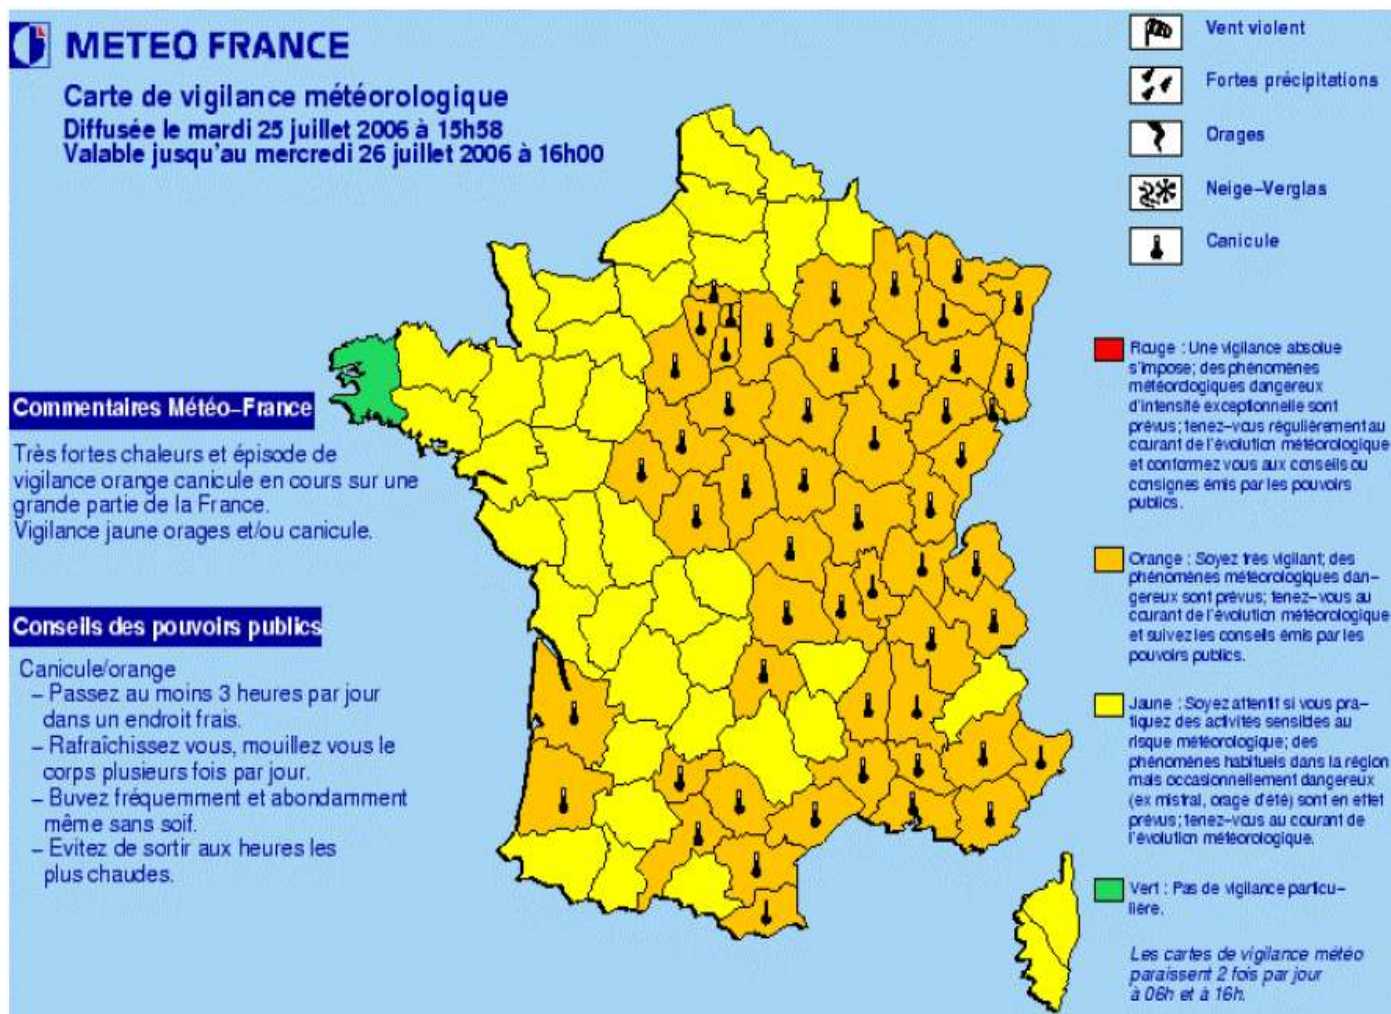 METEO FRANCE
Carte de vigilance météorologique
Diffusée le mardi 25 juillet 2006 à 15h58
Valable jusqu'au mercredi 26 juillet 2006 à 16h00
Commentaires Météo-France
Très fortes chaleurs et épisode de
vigilance orange canicule en cours sur une
grande partie de la France.
Vigilance jaune orages et/ou canicule.
Conseils des pouvoirs publics
Canicule/orange
– Passez au moins 3 heures par jour
dans un endroit frais.
– Rafraîchissez vous, mouillez vous le
corps plusieurs fois par jour.
– Buvez fréquemment et abondamment
même sans soif.
– Evitez de sortir aux heures les
plus chaudes.
Vent violent
Fortes précipitations
Orages
Neige-Verglas
Canicule
Rouge : Une vigilance absolue
s'impose; des phénomènes
météorologiques dangereux
d'intensité exceptionnelle sont
prévus; tenez-vous régulièrement au
courant de l'évolution météorologique
et conformez vous aux conseils ou
consignes émis par les pouvoirs
publics.
Orange : Soyez très vigilant; des
phénomènes météorologiques dan-
gereux sont prévus; tenez-vous au
courant de l'évolution météorologique
et suivez les conseils émis par les
pouvoirs publics.
Jaune : Soyez attentif si vous pra-
tiquez des activités sensibles au
risque météorologique; des
phénomènes habituels dans la région
mais occasionnellement dangereux
(ex mistral, orage d'été) sont en effet
prévus; tenez-vous au courant de
l'évolution météorologique.
Vert : Pas de vigilance particu-
lière.
Les cartes de vigilance météo
paraissent 2 fois par jour
à 06h et à 16h.